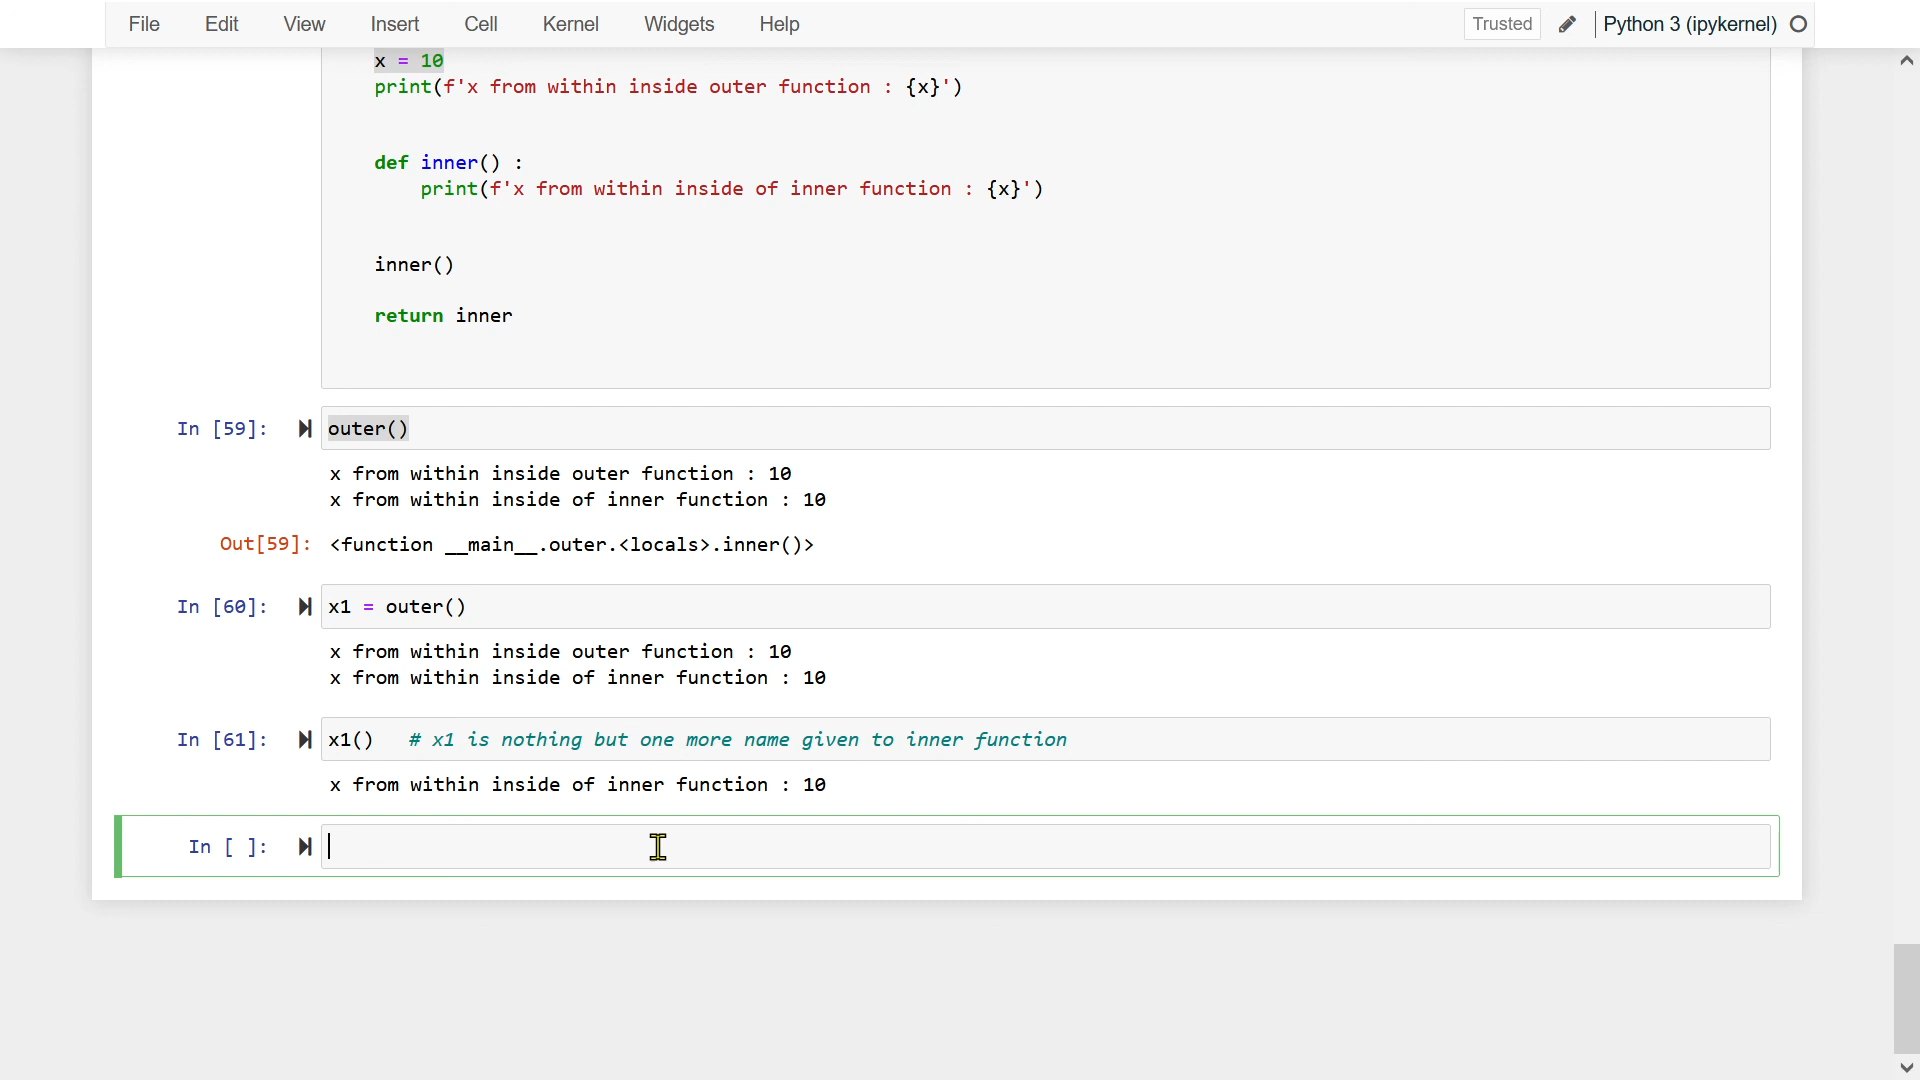 File Edit View Insert Cell Kernel Widgets Help Trusted Python 3 (ipykernel)
x = 10
print(f'x from within inside outer function : {x}')
def inner() :
print(f'x from within inside of inner function : {x}')
inner()
return inner
In [59]: outer()
x from within inside outer function : 10
x from within inside of inner function : 10
Out[59]: <function __main__.outer.<locals>.inner()>
In [60]: x1 = outer()
x from within inside outer function : 10
x from within inside of inner function : 10
In [61]: x1() # x1 is nothing but one more name given to inner function
x from within inside of inner function : 10
In [ ]: